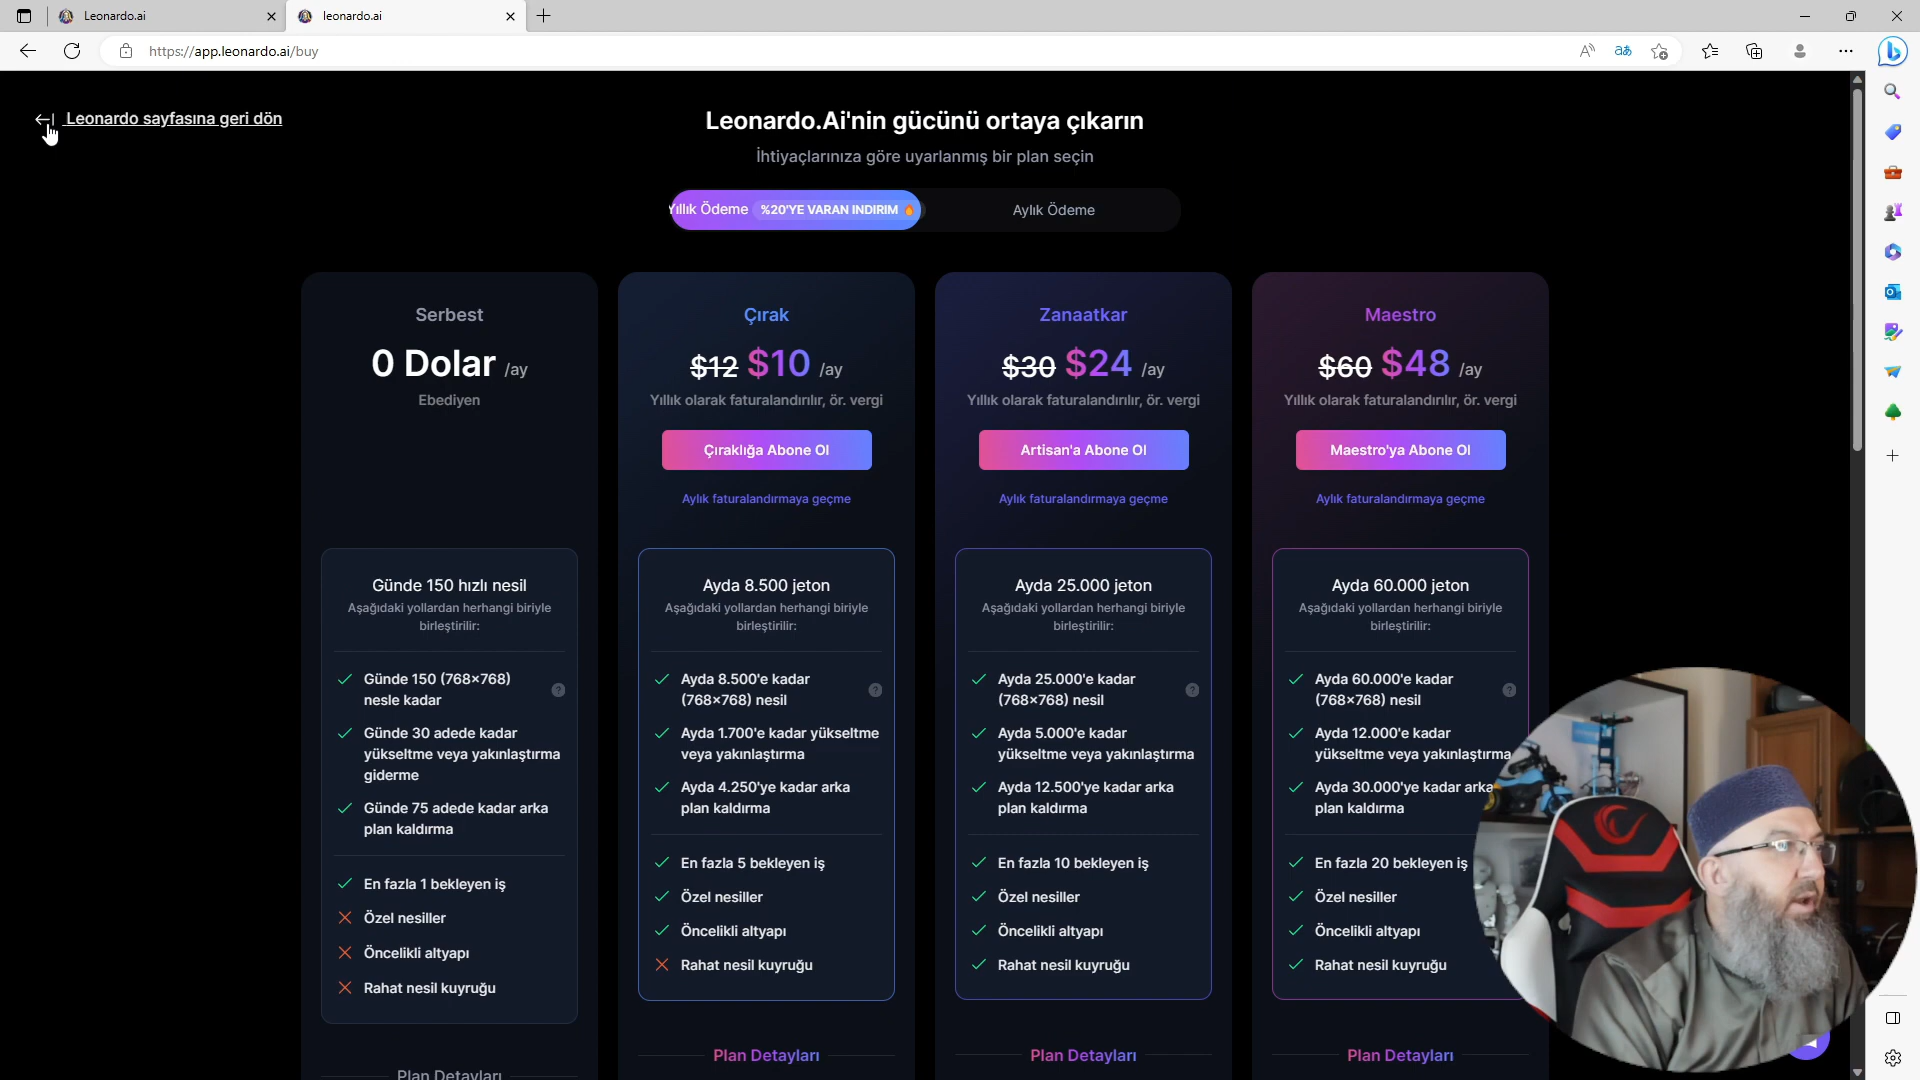 Leonardo.ai
leonardo.ai
https://app.leonardo.ai/buy
Leonardo sayfasına geri dön
Leonardo.Ai'nin gücünü ortaya çıkarın
İhtiyaçlarınıza göre uyarlanmış bir plan seçin
Yıllık Ödeme %20'YE VARAN INDIRIM
Aylık Ödeme
Serbest
0 Dolar /ay
Ebediyen
Günde 150 hızlı nesil
Aşağıdaki yollardan herhangi biriyle
birleştirilir:
Günde 150 (768×768)
nesle kadar
Günde 30 adede kadar
yükseltme veya yakınlaştırma
giderme
Günde 75 adede kadar arka
plan kaldırma
En fazla 1 bekleyen iş
Özel nesiller
Öncelikli altyapı
Rahat nesil kuyruğu
Plan Detayları
Çırak
$12 $10 /ay
Yıllık olarak faturalandırılır, ör. vergi
Çıraklığa Abone Ol
Aylık faturalandırmaya geçme
Ayda 8.500 jeton
Aşağıdaki yollardan herhangi biriyle
birleştirilir:
Ayda 8.500'e kadar
(768×768) nesil
Ayda 1.700'e kadar yükseltme
veya yakınlaştırma
Ayda 4.250'ye kadar arka
plan kaldırma
En fazla 5 bekleyen iş
Özel nesiller
Öncelikli altyapı
Rahat nesil kuyruğu
Plan Detayları
Zanaatkar
$30 $24 /ay
Yıllık olarak faturalandırılır, ör. vergi
Artisan'a Abone Ol
Aylık faturalandırmaya geçme
Ayda 25.000 jeton
Aşağıdaki yollardan herhangi biriyle
birleştirilir:
Ayda 25.000'e kadar
(768×768) nesil
Ayda 5.000'e kadar
yükseltme veya yakınlaştırma
Ayda 12.500'ye kadar arka
plan kaldırma
En fazla 10 bekleyen iş
Özel nesiller
Öncelikli altyapı
Rahat nesil kuyruğu
Plan Detayları
Maestro
$60 $48 /ay
Yıllık olarak faturalandırılır, ör. vergi
Maestro'ya Abone Ol
Aylık faturalandırmaya geçme
Ayda 60.000 jeton
Aşağıdaki yollardan herhangi biriyle
birleştirilir:
Ayda 60.000'e kadar
(768×768) nesil
Ayda 12.000'e kadar
yükseltme veya yakınlaştırma
Ayda 30.000'ye kadar arka
plan kaldırma
En fazla 20 bekleyen iş
Özel nesiller
Öncelikli altyapı
Rahat nesil kuyruğu
Plan Detayları